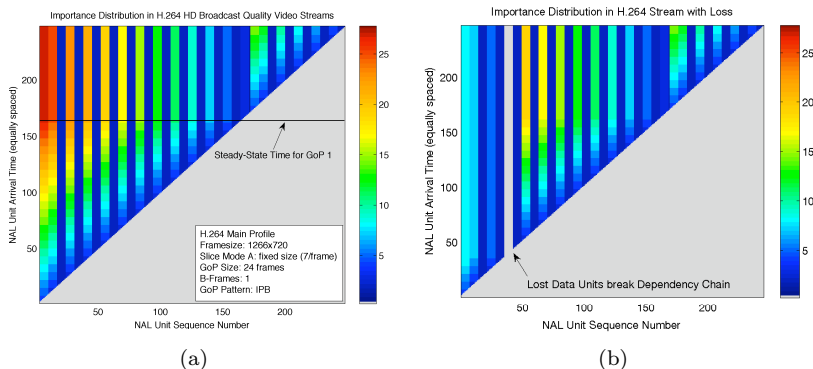 Importance Distribution in H.264 HD Broadcast Quality Video Streams
NAL Unit Arrival Time (equally spaced)
200
150
100
50
50
100
150
200
NAL Unit Sequence Number
Steady-State Time for GoP 1
H.264 Main Profile
Framesize: 1266x720
Slice Mode A: fixed size (7/frame)
GoP Size: 24 frames
B-Frames: 1
GoP Pattern: IPB
25
20
15
10
5
(a)
Importance Distribution in H.264 Stream with Loss
NAL Unit Arrival Time (equally spaced)
200
150
100
50
50
100
150
200
NAL Unit Sequence Number
Lost Data Units break Dependency Chain
25
20
15
10
5
(b)